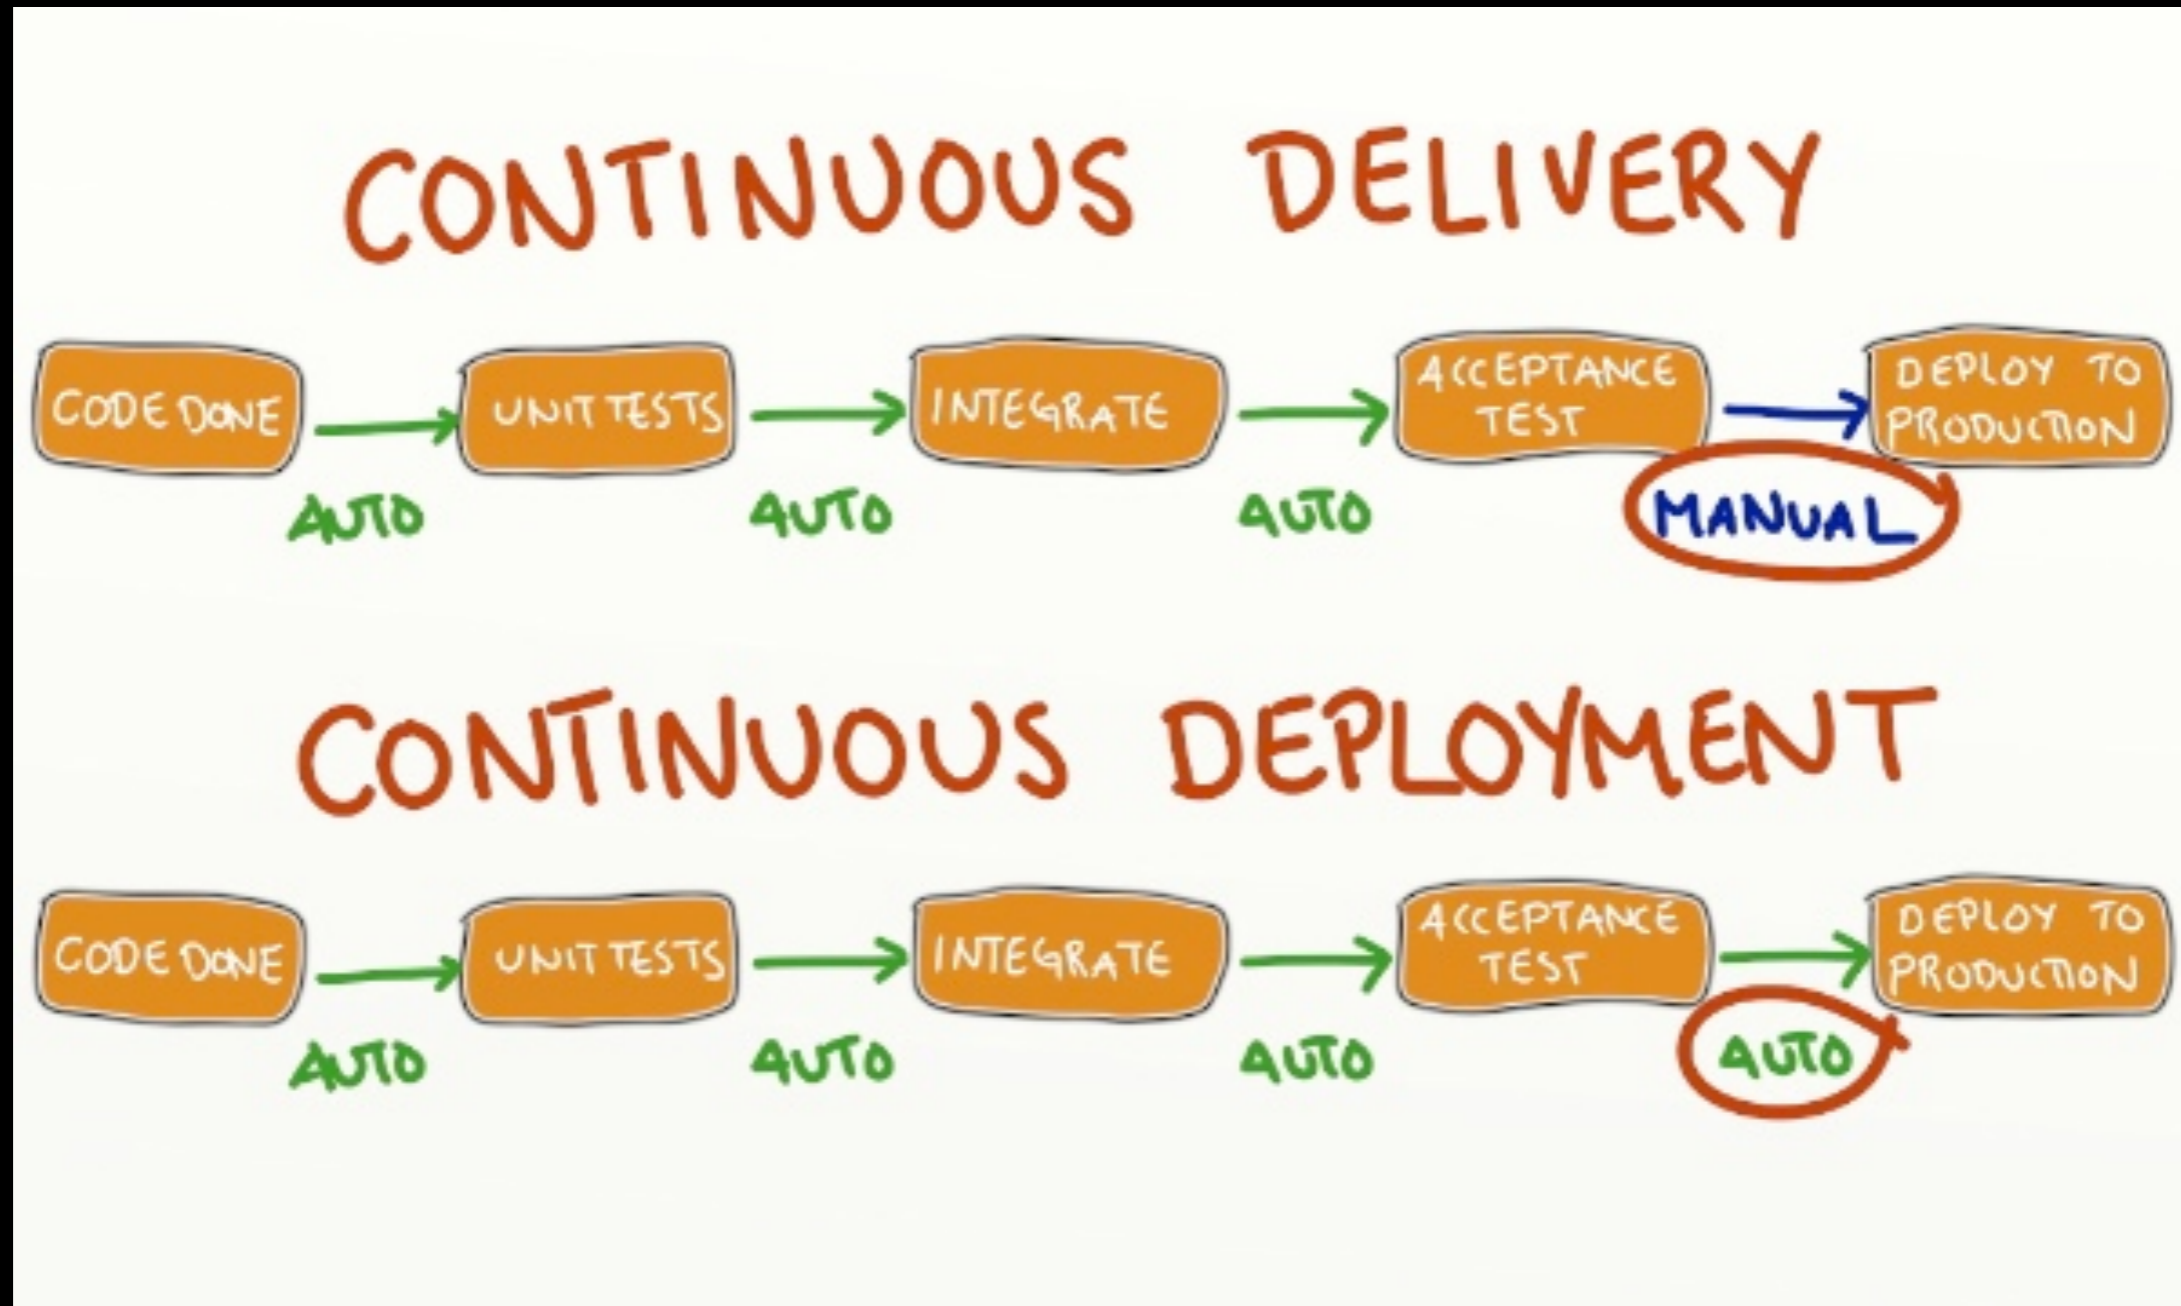 CONTINUOUS DELIVERY
CODE DONE
UNIT TESTS
INTEGRATE
ACCEPTANCE
TEST
DEPLOY TO
PRODUCTION
AUTO
AUTO
AUTO
MANUAL
CONTINUOUS DEPLOYMENT
CODE DONE
UNIT TESTS
INTEGRATE
ACCEPTANCE
TEST
DEPLOY TO
PRODUCTION
AUTO
AUTO
AUTO
AUTO